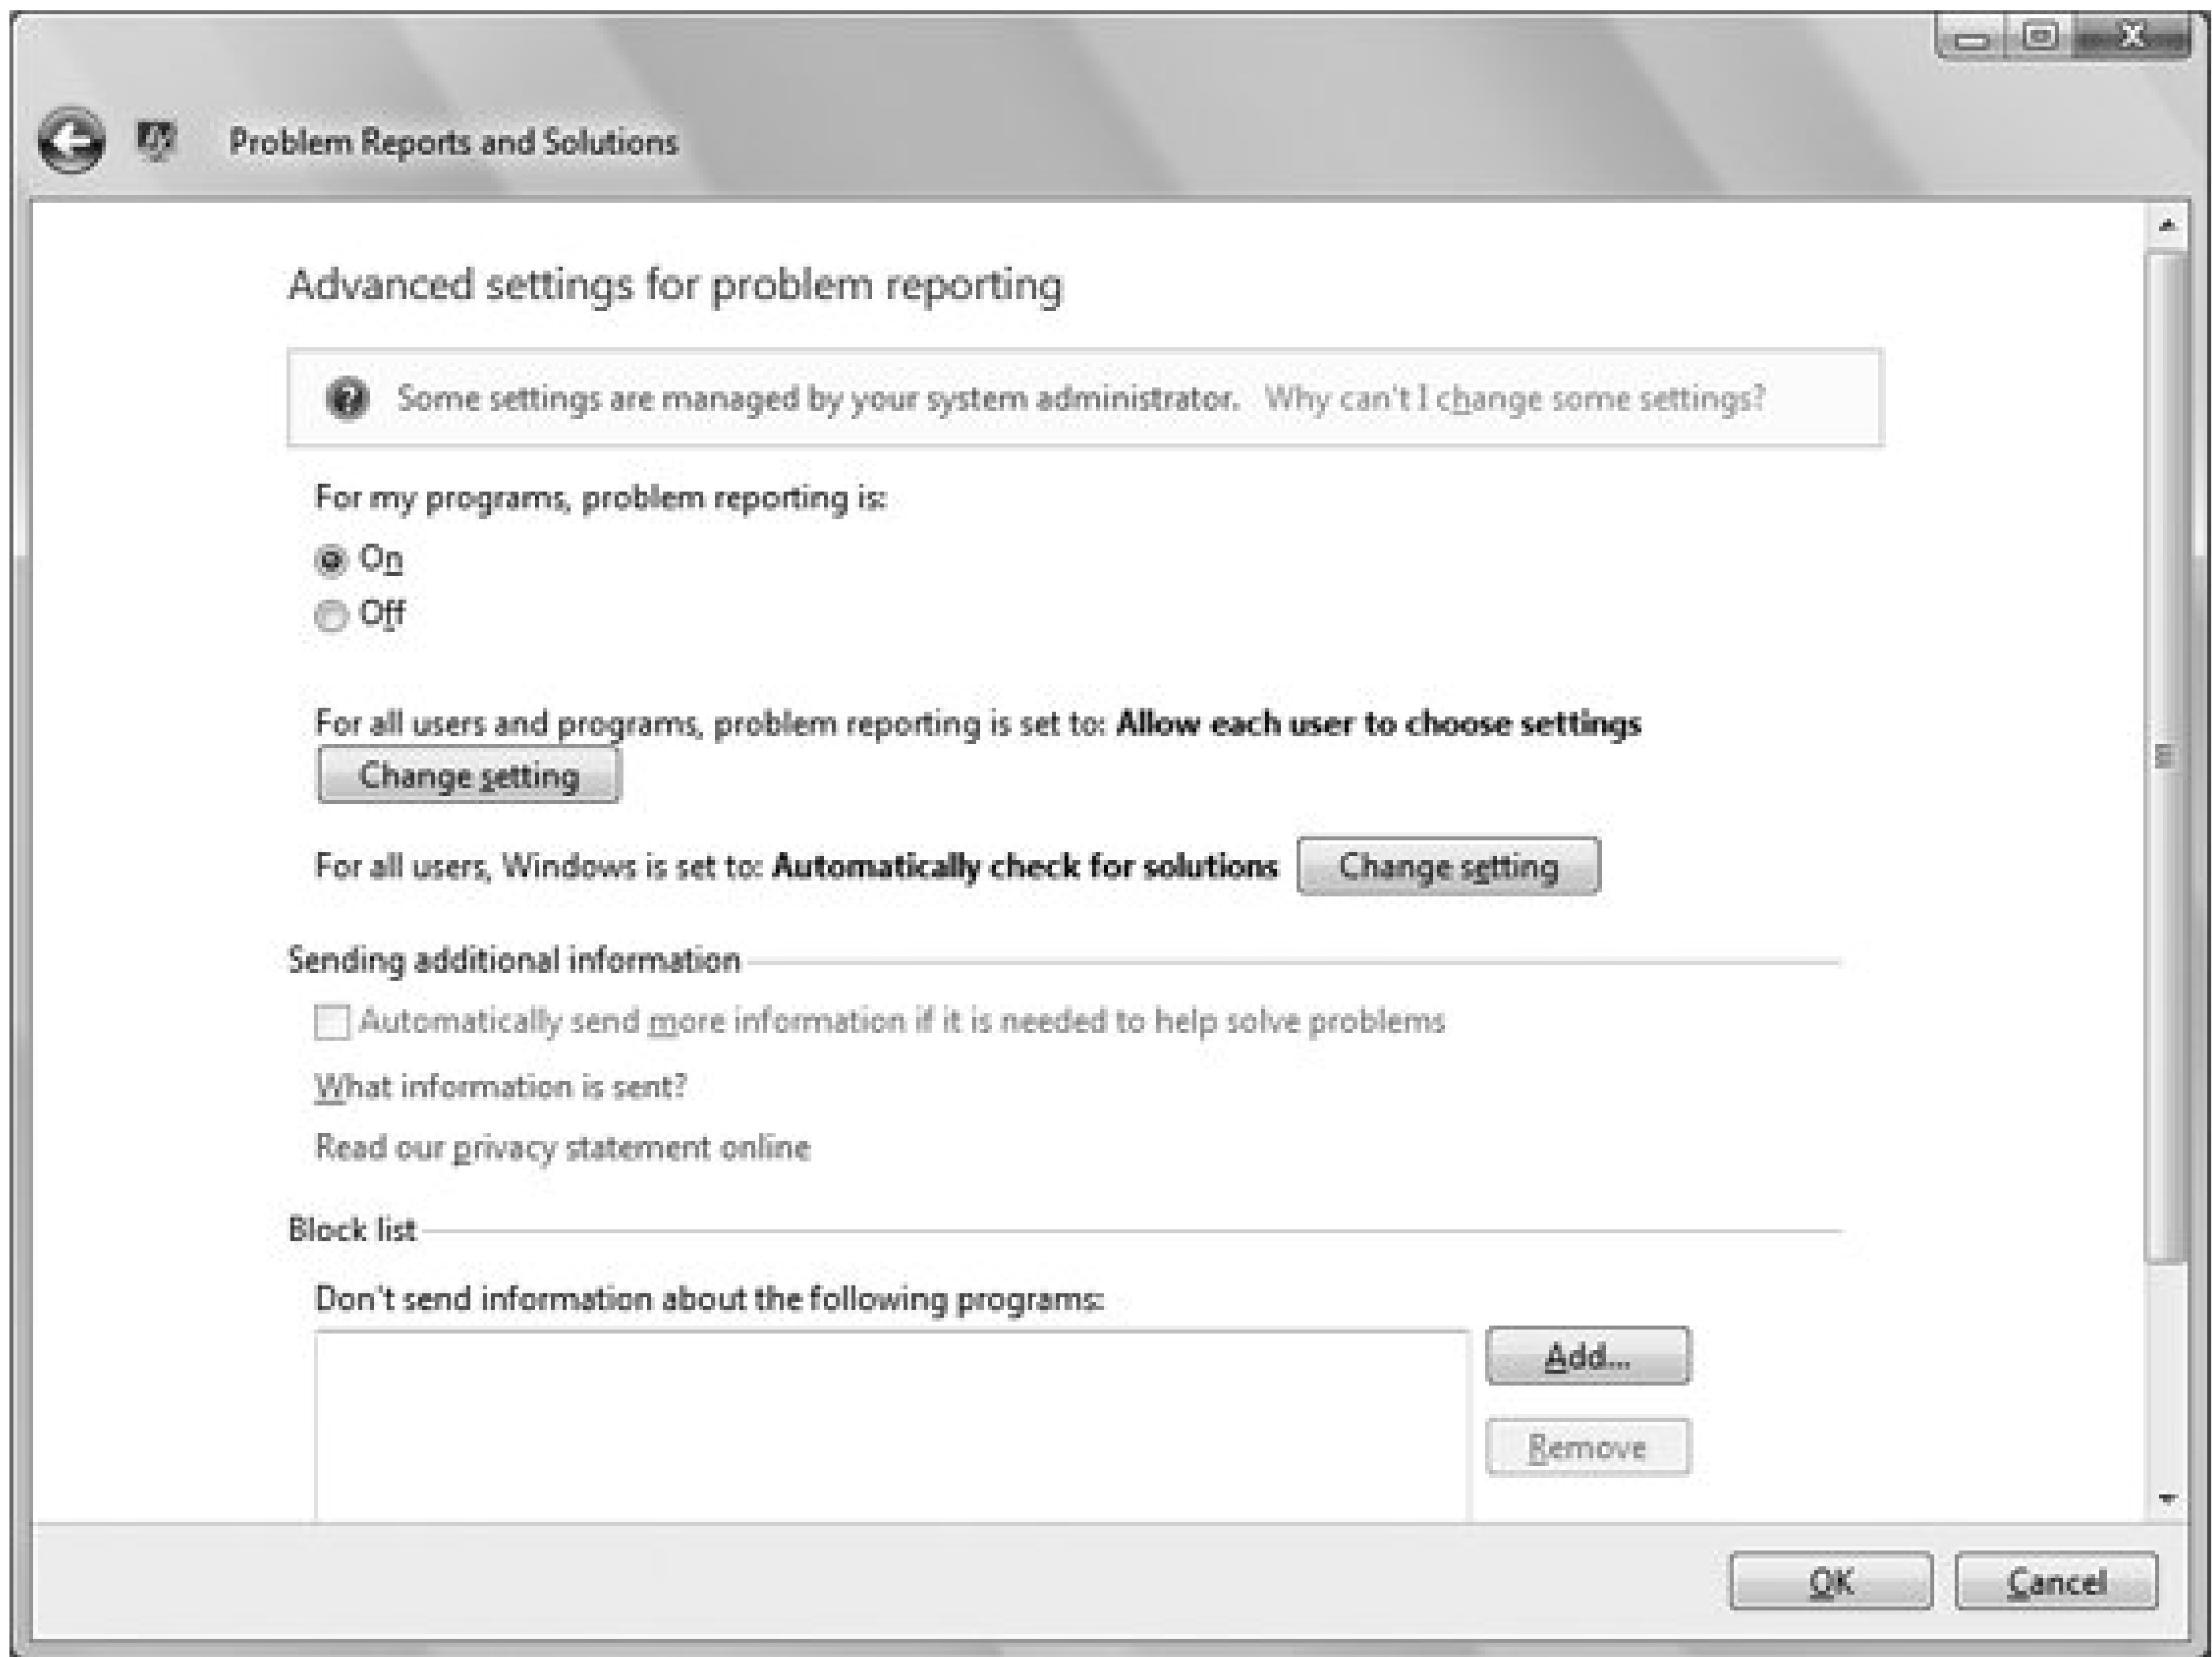 Problem Reports and Solutions
Advanced settings for problem reporting
Some settings are managed by your system administrator. Why can't I change some settings?
For my programs, problem reporting is:
On
Off
For all users and programs, problem reporting is set to: Allow each user to choose settings
Change setting
For all users, Windows is set to: Automatically check for solutions Change setting
Sending additional information
Automatically send more information if it is needed to help solve problems
What information is sent?
Read our privacy statement online
Block list
Don't send information about the following programs:
Add...
Remove
OK Cancel